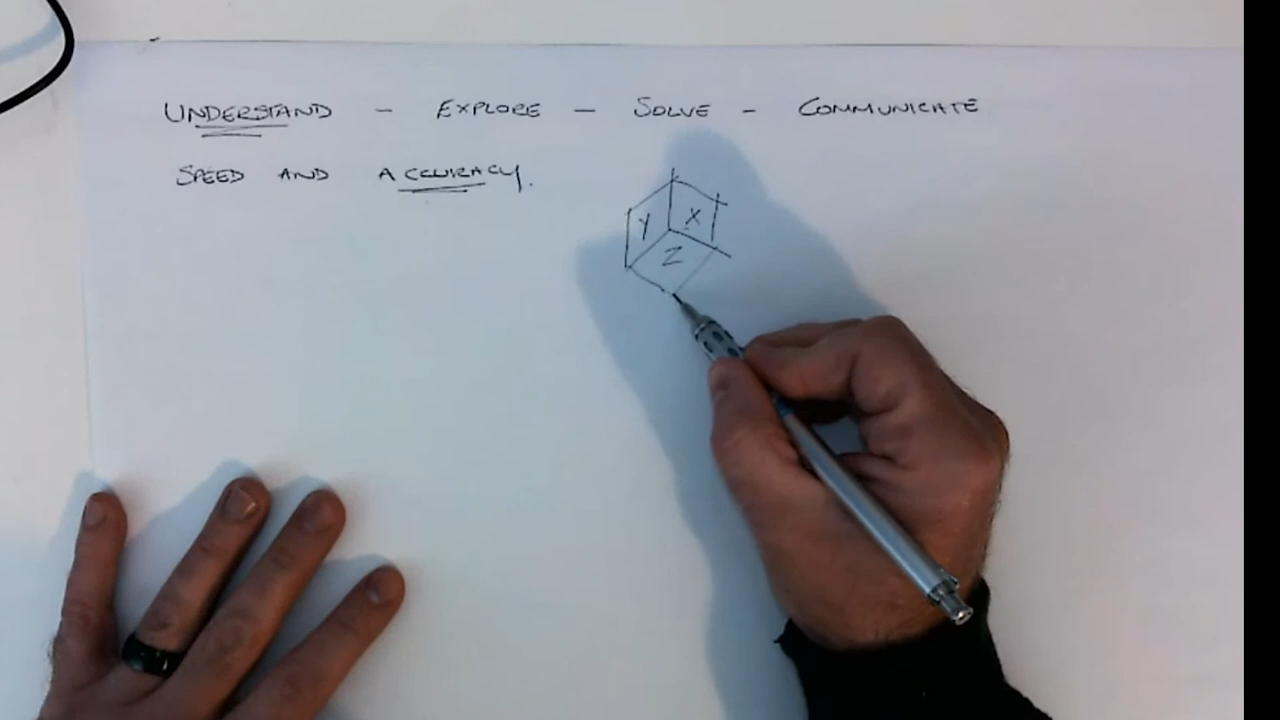 UNDERSTAND - EXPLORE - SOLVE - COMMUNICATE
SPEED AND ACCURACY.
Y X
Z